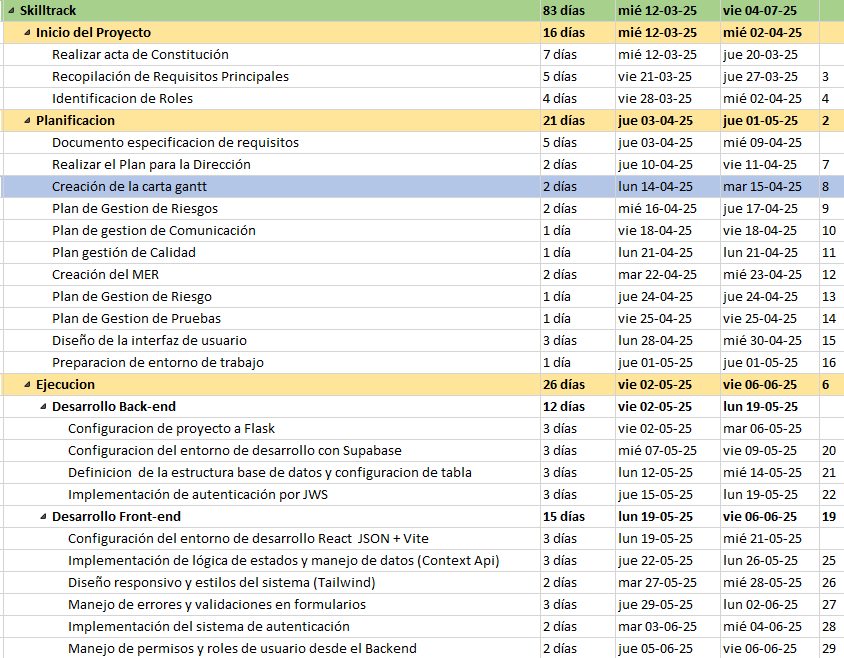 Skilltrack 83 días mié 12-03-25 vie 04-07-25
Inicio del Proyecto 16 días mié 12-03-25 mié 02-04-25
Realizar acta de Constitución 7 días mié 12-03-25 jue 20-03-25
Recopilación de Requisitos Principales 5 días vie 21-03-25 jue 27-03-25 3
Identificacion de Roles 4 días vie 28-03-25 mié 02-04-25 4
Planificacion 21 días jue 03-04-25 jue 01-05-25 2
Documento especificacion de requisitos 5 días jue 03-04-25 mié 09-04-25
Realizar el Plan para la Dirección 2 días jue 10-04-25 vie 11-04-25 7
Creación de la carta gantt 2 días lun 14-04-25 mar 15-04-25 8
Plan de Gestion de Riesgos 2 días mié 16-04-25 jue 17-04-25 9
Plan de gestion de Comunicación 1 día vie 18-04-25 vie 18-04-25 10
Plan gestión de Calidad 1 día lun 21-04-25 lun 21-04-25 11
Creación del MER 2 días mar 22-04-25 mié 23-04-25 12
Plan de Gestion de Riesgo 1 día jue 24-04-25 jue 24-04-25 13
Plan de Gestion de Pruebas 1 día vie 25-04-25 vie 25-04-25 14
Diseño de la interfaz de usuario 3 días lun 28-04-25 mié 30-04-25 15
Preparacion de entorno de trabajo 1 día jue 01-05-25 jue 01-05-25 16
Ejecucion 26 días vie 02-05-25 vie 06-06-25 6
Desarrollo Back-end 12 días vie 02-05-25 lun 19-05-25
Configuracion de proyecto a Flask 3 días vie 02-05-25 mar 06-05-25
Configuracion del entorno de desarrollo con Supabase 3 días mié 07-05-25 vie 09-05-25 20
Definicion de la estructura base de datos y configuracion de tabla 3 días lun 12-05-25 mié 14-05-25 21
Implementación de autenticación por JWS 3 días jue 15-05-25 lun 19-05-25 22
Desarrollo Front-end 15 días lun 19-05-25 vie 06-06-25 19
Configuración del entorno de desarrollo React JSON + Vite 3 días lun 19-05-25 mié 21-05-25
Implementación de lógica de estados y manejo de datos (Context Api) 3 días jue 22-05-25 lun 26-05-25 25
Diseño responsivo y estilos del sistema (Tailwind) 2 días mar 27-05-25 mié 28-05-25 26
Manejo de errores y validaciones en formularios 3 días jue 29-05-25 lun 02-06-25 27
Implementación del sistema de autenticación 2 días mar 03-06-25 mié 04-06-25 28
Manejo de permisos y roles de usuario desde el Backend 2 días jue 05-06-25 vie 06-06-25 29